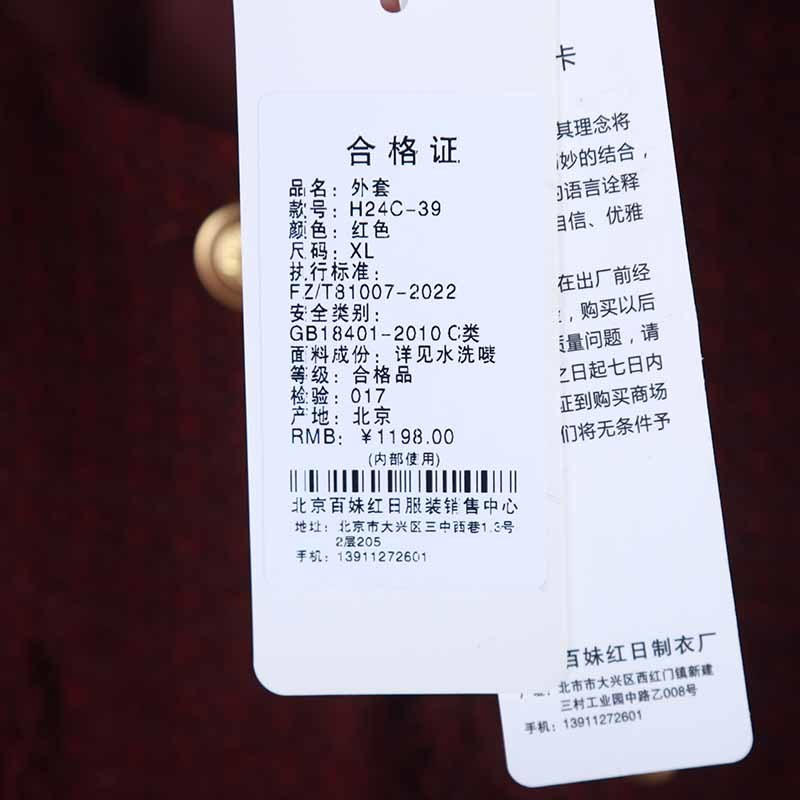 合格证
品名：外套
款号：H24C-39
颜色：红色
尺码：XL
执行标准：
FZ/T81007-2022
安全类别：
GB18401-2010 C类
面料成份：详见水洗唛
等级：合格品
检验：017
产地：北京
RMB：￥1198.00
(内部使用)
北京百妹红日服装销售中心
地址：北京市大兴区三中西巷1.3号
2层205
手机：13911272601
卡
其理念将
妙的结合，
的语言诠释
自信、优雅
在出厂前经
，购买以后
质量问题，请
之日起七日内
证到购买商场
们将无条件予
百妹红日制衣厂
北市市大兴区西红门镇新建
三村工业园中路乙008号
手机：13911272601